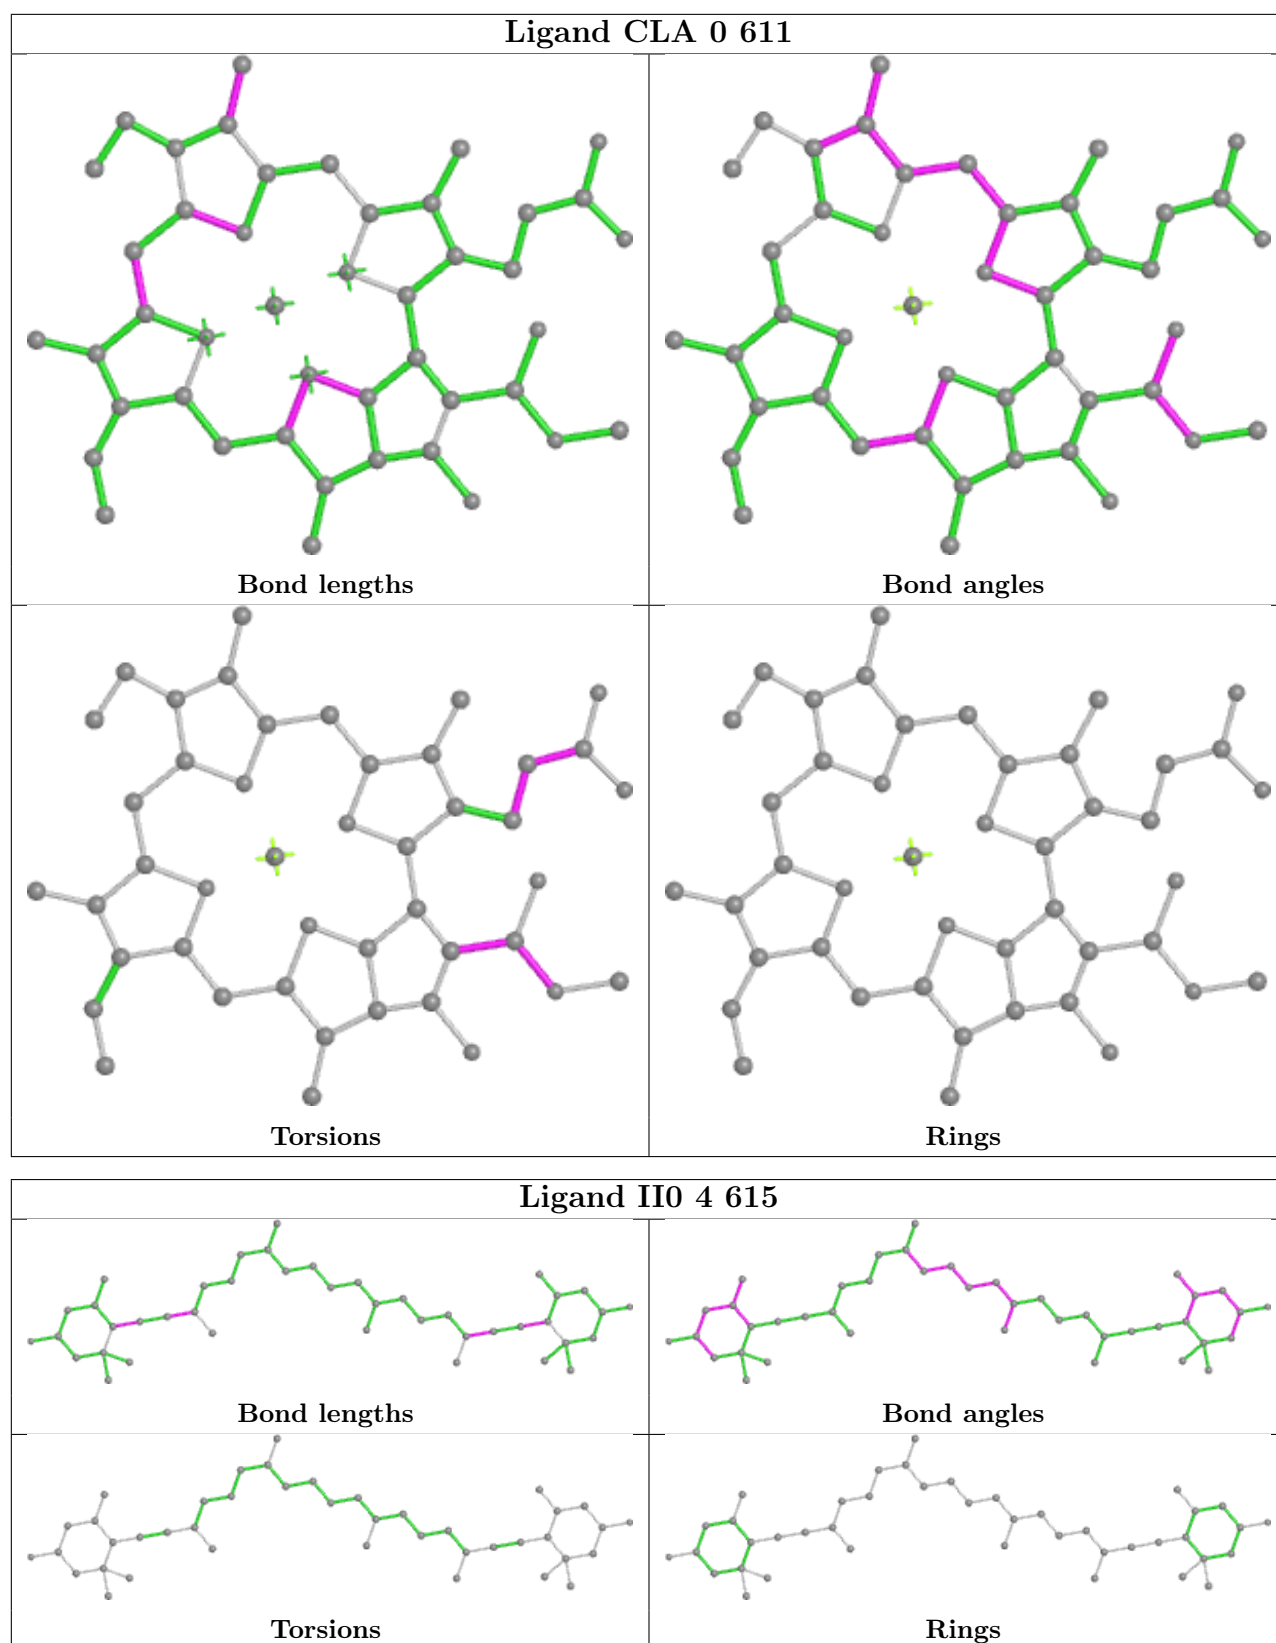 Ligand CLA 0 611
Bond lengths
Bond angles
Torsions
Rings
Ligand II0 4 615
Bond lengths
Bond angles
Torsions
Rings